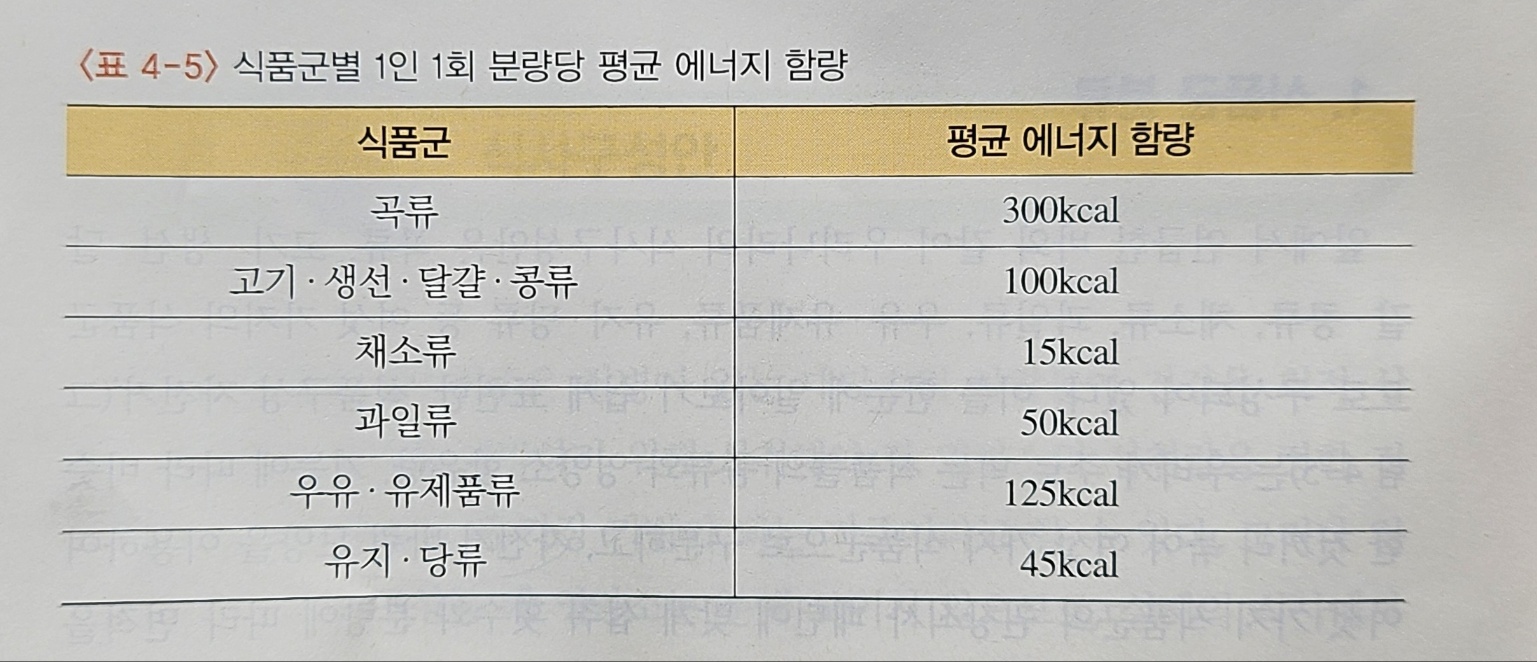 〈표 4-5〉 식품군별 1인 1회 분량당 평균 에너지 함량
식품군 평균 에너지 함량
곡류 300kcal
고기·생선·달걀·콩류 100kcal
채소류 15kcal
과일류 50kcal
우유·유제품류 125kcal
유지·당류 45kcal